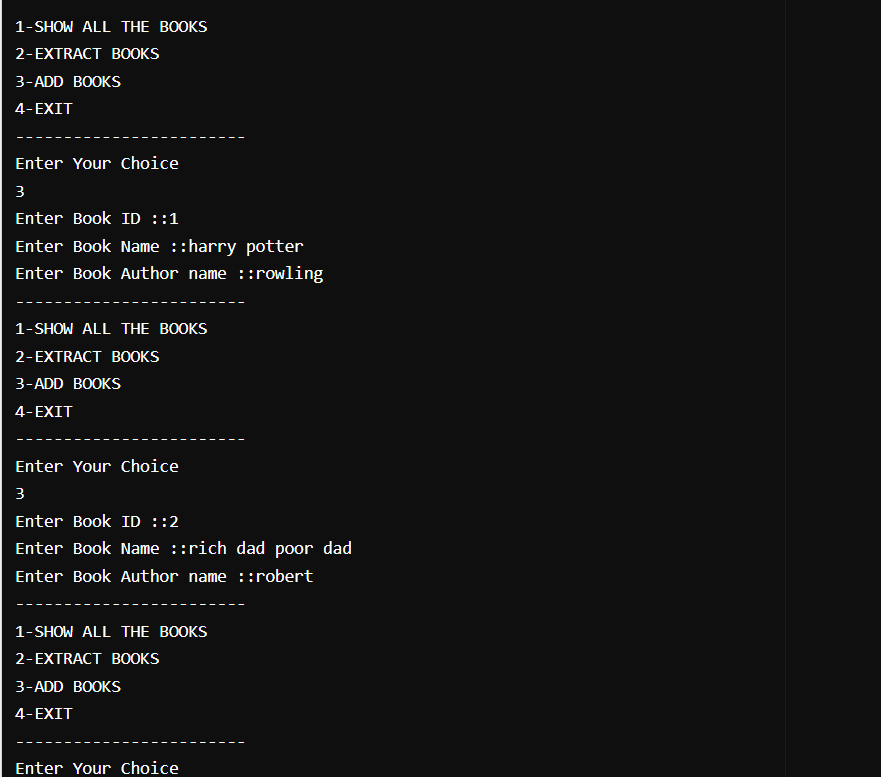 1-SHOW ALL THE BOOKS
2-EXTRACT BOOKS
3-ADD BOOKS
4-EXIT
------------------------
Enter Your Choice
3
Enter Book ID ::1
Enter Book Name ::harry potter
Enter Book Author name ::rowling
------------------------
1-SHOW ALL THE BOOKS
2-EXTRACT BOOKS
3-ADD BOOKS
4-EXIT
------------------------
Enter Your Choice
3
Enter Book ID ::2
Enter Book Name ::rich dad poor dad
Enter Book Author name ::robert
------------------------
1-SHOW ALL THE BOOKS
2-EXTRACT BOOKS
3-ADD BOOKS
4-EXIT
------------------------
Enter Your Choice